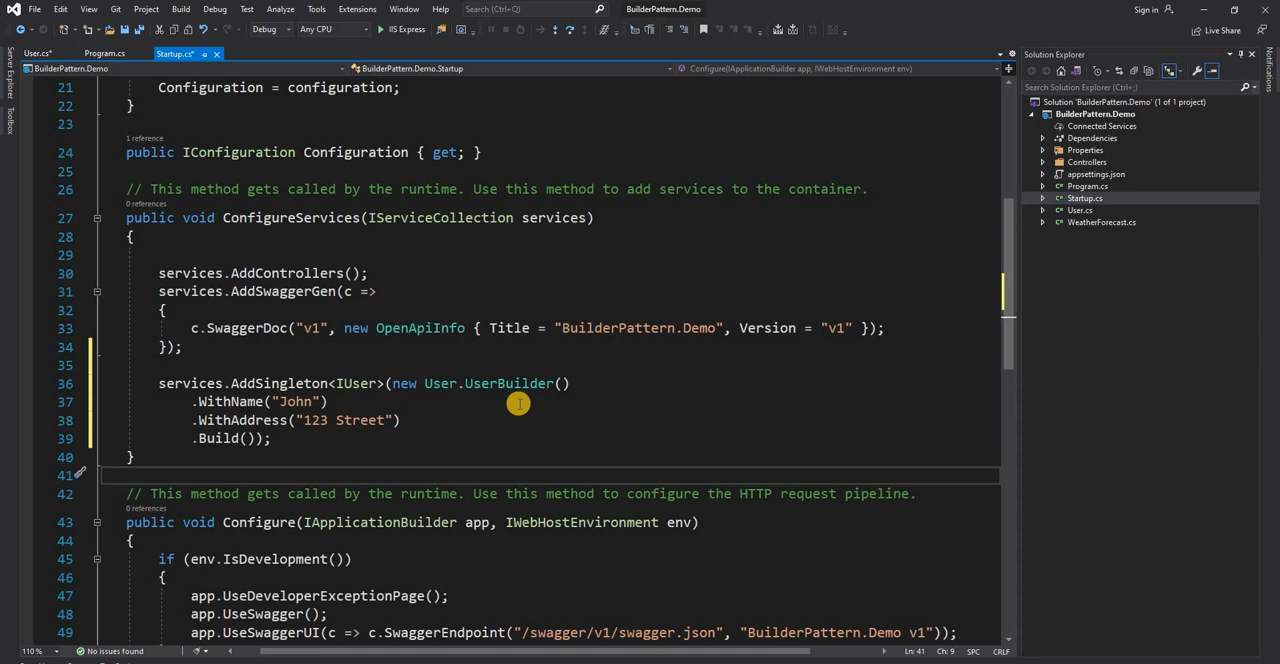 File Edit View Git Project Build Debug Test Analyze Tools Extensions Window Help Search (Ctrl+Q) BuilderPattern.Demo Sign in
Debug Any CPU IIS Express Live Share
User.cs* Program.cs Startup.cs*
BuilderPattern.Demo BuilderPattern.Demo.Startup Configure(IApplicationBuilder app, IWebHostEnvironment env)
Server Explorer
Toolbox
21 Configuration = configuration;
22 }
23
1 reference
24 public IConfiguration Configuration { get; }
25
26 // This method gets called by the runtime. Use this method to add services to the container.
0 references
27 public void ConfigureServices(IServiceCollection services)
28 {
29
30 services.AddControllers();
31 services.AddSwaggerGen(c =>
32 {
33 c.SwaggerDoc("v1", new OpenApiInfo { Title = "BuilderPattern.Demo", Version = "v1" });
34 });
35
36 services.AddSingleton<IUser>(new User.UserBuilder()
37 .WithName("John")
38 .WithAddress("123 Street")
39 .Build());
40 }
41
42 // This method gets called by the runtime. Use this method to configure the HTTP request pipeline.
0 references
43 public void Configure(IApplicationBuilder app, IWebHostEnvironment env)
44 {
45 if (env.IsDevelopment())
46 {
47 app.UseDeveloperExceptionPage();
48 app.UseSwagger();
49 app.UseSwaggerUI(c => c.SwaggerEndpoint("/swagger/v1/swagger.json", "BuilderPattern.Demo v1"));
110 % No issues found Ln: 41 Ch: 9 SPC CRLF
Solution Explorer
Search Solution Explorer (Ctrl+;)
Solution 'BuilderPattern.Demo' (1 of 1 project)
BuilderPattern.Demo
Connected Services
Dependencies
Properties
Controllers
appsettings.json
Program.cs
Startup.cs
User.cs
WeatherForecast.cs
Notifications